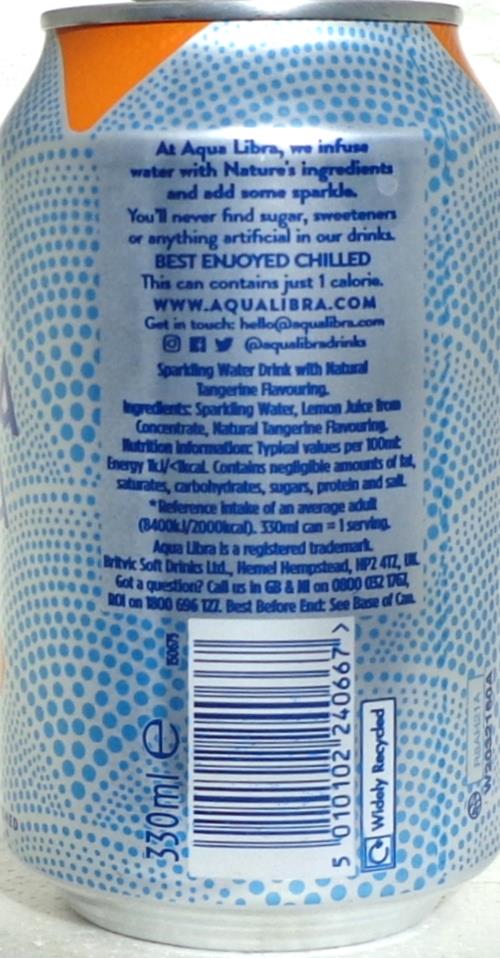 At Aqua Libra, we infuse
water with Nature's ingredients
and add some sparkle.
You'll never find sugar, sweeteners
or anything artificial in our drinks.
BEST ENJOYED CHILLED
This can contains just 1 calorie.
WWW.AQUALIBRA.COM
Get in touch: hello@aqualibra.com
@aqualibradrinks
Sparkling Water Drink with Natural
Tangerine Flavouring.
Ingredients: Sparkling Water, Lemon Juice from
Concentrate, Natural Tangerine Flavouring.
Nutrition Information: Typical values per 100ml:
Energy 1kJ/<1kcal. Contains negligible amounts of fat,
saturates, carbohydrates, sugars, protein and salt.
*Reference intake of an average adult
(8400kJ/2000kcal). 330ml can = 1 serving.
Aqua Libra is a registered trademark.
Britvic Soft Drinks Ltd., Hemel Hempstead, HP2 4TZ, UK.
Got a question? Call us in GB & NI on 0800 032 1767,
ROI on 1800 696 127. Best Before End: See Base of Can.
150675
330ml e
5 010102 240667 >
Widely Recycled